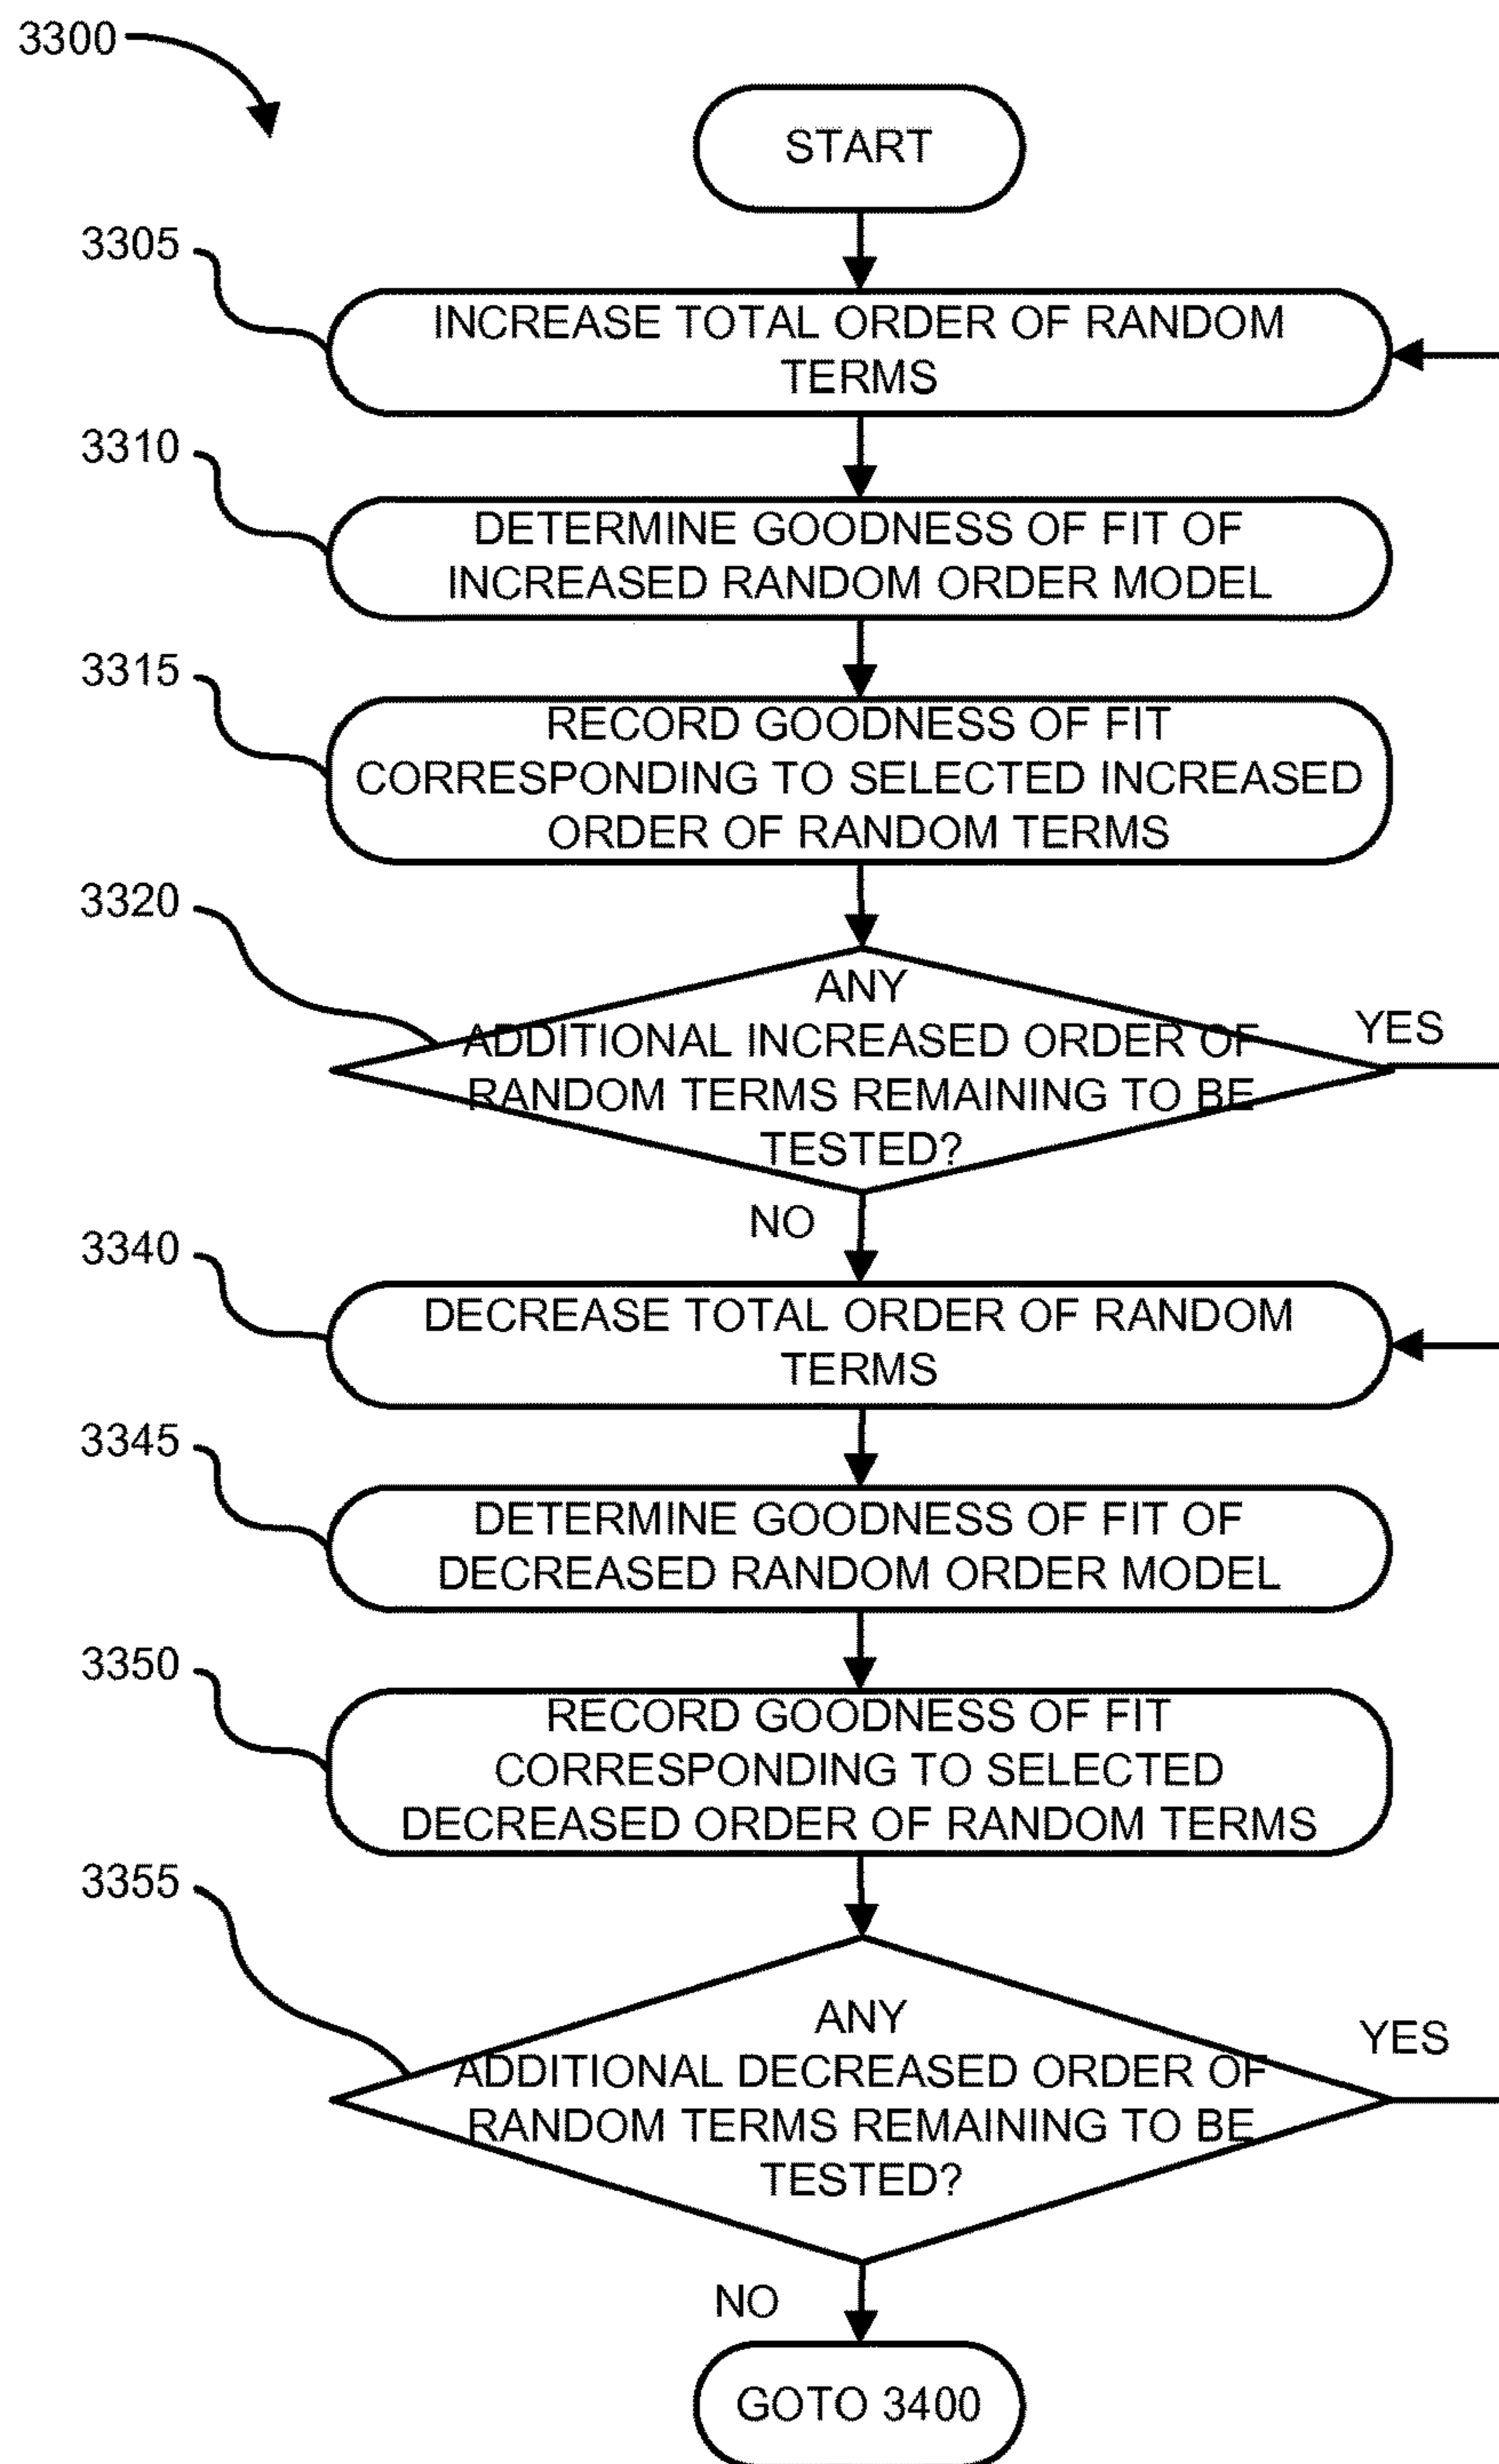 3300
START
3305
INCREASE TOTAL ORDER OF RANDOM
TERMS
3310
DETERMINE GOODNESS OF FIT OF
INCREASED RANDOM ORDER MODEL
3315
RECORD GOODNESS OF FIT
CORRESPONDING TO SELECTED INCREASED
ORDER OF RANDOM TERMS
3320
ANY
ADDITIONAL INCREASED ORDER OF
RANDOM TERMS REMAINING TO BE
TESTED?
YES
NO
3340
DECREASE TOTAL ORDER OF RANDOM
TERMS
3345
DETERMINE GOODNESS OF FIT OF
DECREASED RANDOM ORDER MODEL
3350
RECORD GOODNESS OF FIT
CORRESPONDING TO SELECTED
DECREASED ORDER OF RANDOM TERMS
3355
ANY
ADDITIONAL DECREASED ORDER OF
RANDOM TERMS REMAINING TO BE
TESTED?
YES
NO
GOTO 3400